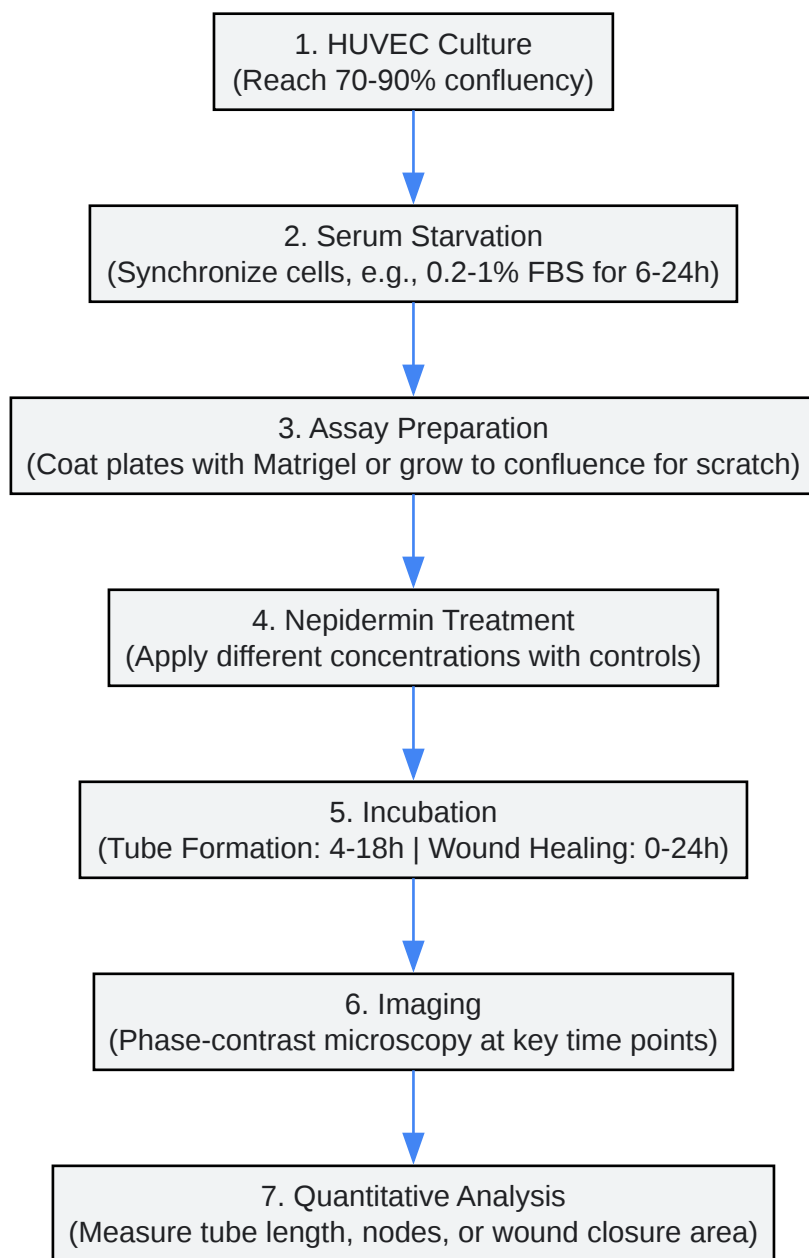 1. HUVEC Culture
(Reach 70-90% confluency)
2. Serum Starvation
(Synchronize cells, e.g., 0.2-1% FBS for 6-24h)
3. Assay Preparation
(Coat plates with Matrigel or grow to confluence for scratch)
4. Nepidermin Treatment
(Apply different concentrations with controls)
5. Incubation
(Tube Formation: 4-18h | Wound Healing: 0-24h)
6. Imaging
(Phase-contrast microscopy at key time points)
7. Quantitative Analysis
(Measure tube length, nodes, or wound closure area)